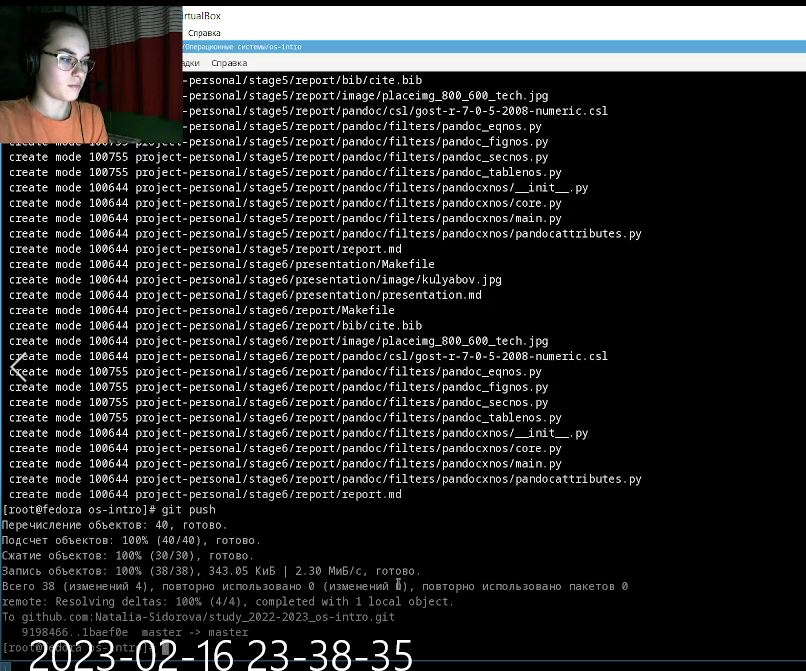 rtualBox
Справка
/Операционные системы/os-intro
адки Справка
-personal/stage5/report/bib/cite.bib
-personal/stage5/report/image/placeimg_800_600_tech.jpg
-personal/stage5/report/pandoc/csl/gost-r-7-0-5-2008-numeric.csl
-personal/stage5/report/pandoc/filters/pandoc_eqnos.py
create mode 100755 project-personal/stage5/report/pandoc/filters/pandoc_fignos.py
create mode 100755 project-personal/stage5/report/pandoc/filters/pandoc_secnos.py
create mode 100755 project-personal/stage5/report/pandoc/filters/pandoc_tablenos.py
create mode 100644 project-personal/stage5/report/pandoc/filters/pandocxnos/__init__.py
create mode 100644 project-personal/stage5/report/pandoc/filters/pandocxnos/core.py
create mode 100644 project-personal/stage5/report/pandoc/filters/pandocxnos/main.py
create mode 100644 project-personal/stage5/report/pandoc/filters/pandocxnos/pandocattributes.py
create mode 100644 project-personal/stage5/report/report.md
create mode 100644 project-personal/stage6/presentation/Makefile
create mode 100644 project-personal/stage6/presentation/image/kulyabov.jpg
create mode 100644 project-personal/stage6/presentation/presentation.md
create mode 100644 project-personal/stage6/report/Makefile
create mode 100644 project-personal/stage6/report/bib/cite.bib
create mode 100644 project-personal/stage6/report/image/placeimg_800_600_tech.jpg
create mode 100644 project-personal/stage6/report/pandoc/csl/gost-r-7-0-5-2008-numeric.csl
create mode 100755 project-personal/stage6/report/pandoc/filters/pandoc_eqnos.py
create mode 100755 project-personal/stage6/report/pandoc/filters/pandoc_fignos.py
create mode 100755 project-personal/stage6/report/pandoc/filters/pandoc_secnos.py
create mode 100755 project-personal/stage6/report/pandoc/filters/pandoc_tablenos.py
create mode 100644 project-personal/stage6/report/pandoc/filters/pandocxnos/__init__.py
create mode 100644 project-personal/stage6/report/pandoc/filters/pandocxnos/core.py
create mode 100644 project-personal/stage6/report/pandoc/filters/pandocxnos/main.py
create mode 100644 project-personal/stage6/report/pandoc/filters/pandocxnos/pandocattributes.py
create mode 100644 project-personal/stage6/report/report.md
[root@fedora os-intro]# git push
Перечисление объектов: 40, готово.
Подсчет объектов: 100% (40/40), готово.
Сжатие объектов: 100% (30/30), готово.
Запись объектов: 100% (38/38), 343.05 КиБ | 2.30 МиБ/с, готово.
Всего 38 (изменений 4), повторно использовано 0 (изменений 0), повторно использовано пакетов 0
remote: Resolving deltas: 100% (4/4), completed with 1 local object.
To github.com:Natalia-Sidorova/study_2022-2023_os-intro.git
9198466..1baef0e master -> master
[root@fedora os-intro]#
2023-02-16 23-38-35